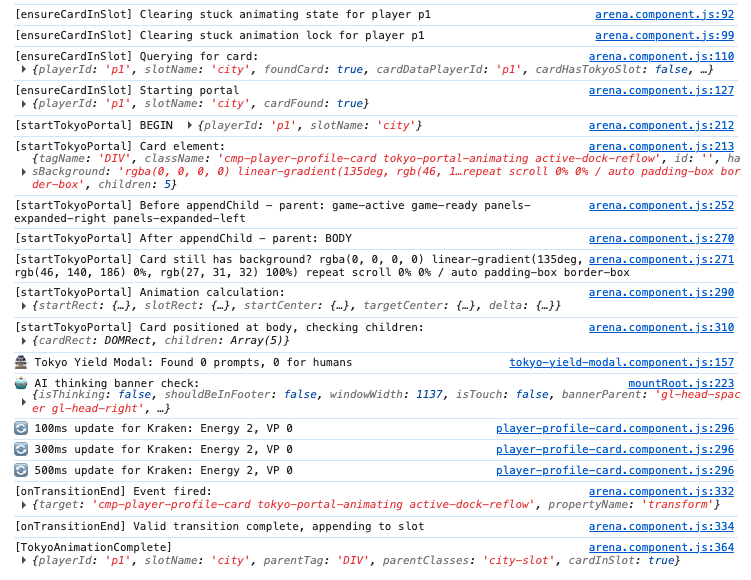 [ensureCardInSlot] Clearing stuck animating state for player p1 arena.component.js:92
[ensureCardInSlot] Clearing stuck animation lock for player p1 arena.component.js:99
[ensureCardInSlot] Querying for card: arena.component.js:110
{playerId: 'p1', slotName: 'city', foundCard: true, cardDataPlayerId: 'p1', cardHasTokyoSlot: false, …}
[ensureCardInSlot] Starting portal arena.component.js:127
{playerId: 'p1', slotName: 'city', cardFound: true}
[startTokyoPortal] BEGIN {playerId: 'p1', slotName: 'city'} arena.component.js:212
[startTokyoPortal] Card element: arena.component.js:213
{tagName: 'DIV', className: 'cmp-player-profile-card tokyo-portal-animating active-dock-reflow', id: '', ha
sBackground: 'rgba(0, 0, 0, 0) linear-gradient(135deg, rgb(46, 1…repeat scroll 0% 0% / auto padding-box bor
der-box', children: 5}
[startTokyoPortal] Before appendChild - parent: game-active game-ready panels- arena.component.js:252
expanded-right panels-expanded-left
[startTokyoPortal] After appendChild - parent: BODY arena.component.js:270
[startTokyoPortal] Card still has background? rgba(0, 0, 0, 0) linear-gradient(135deg, arena.component.js:271
rgb(46, 140, 186) 0%, rgb(27, 31, 32) 100%) repeat scroll 0% 0% / auto padding-box border-box
[startTokyoPortal] Animation calculation: arena.component.js:290
{startRect: {…}, slotRect: {…}, startCenter: {…}, targetCenter: {…}, delta: {…}}
[startTokyoPortal] Card positioned at body, checking children: arena.component.js:310
{cardRect: DOMRect, children: Array(5)}
🏯 Tokyo Yield Modal: Found 0 prompts, 0 for humans tokyo-yield-modal.component.js:157
🤖 AI thinking banner check: mountRoot.js:223
{isThinking: false, shouldBeInFooter: false, windowWidth: 1137, isTouch: false, bannerParent: 'gl-head-spac
er gl-head-right', …}
🔄 100ms update for Kraken: Energy 2, VP 0 player-profile-card.js:296
🔄 300ms update for Kraken: Energy 2, VP 0 player-profile-card.js:296
🔄 500ms update for Kraken: Energy 2, VP 0 player-profile-card.js:296
[onTransitionEnd] Event fired: arena.component.js:332
{target: 'cmp-player-profile-card tokyo-portal-animating active-dock-reflow', propertyName: 'transform'}
[onTransitionEnd] Valid transition complete, appending to slot arena.component.js:334
[TokyoAnimationComplete] arena.component.js:364
{playerId: 'p1', slotName: 'city', parentTag: 'DIV', parentClasses: 'city-slot', cardInSlot: true}